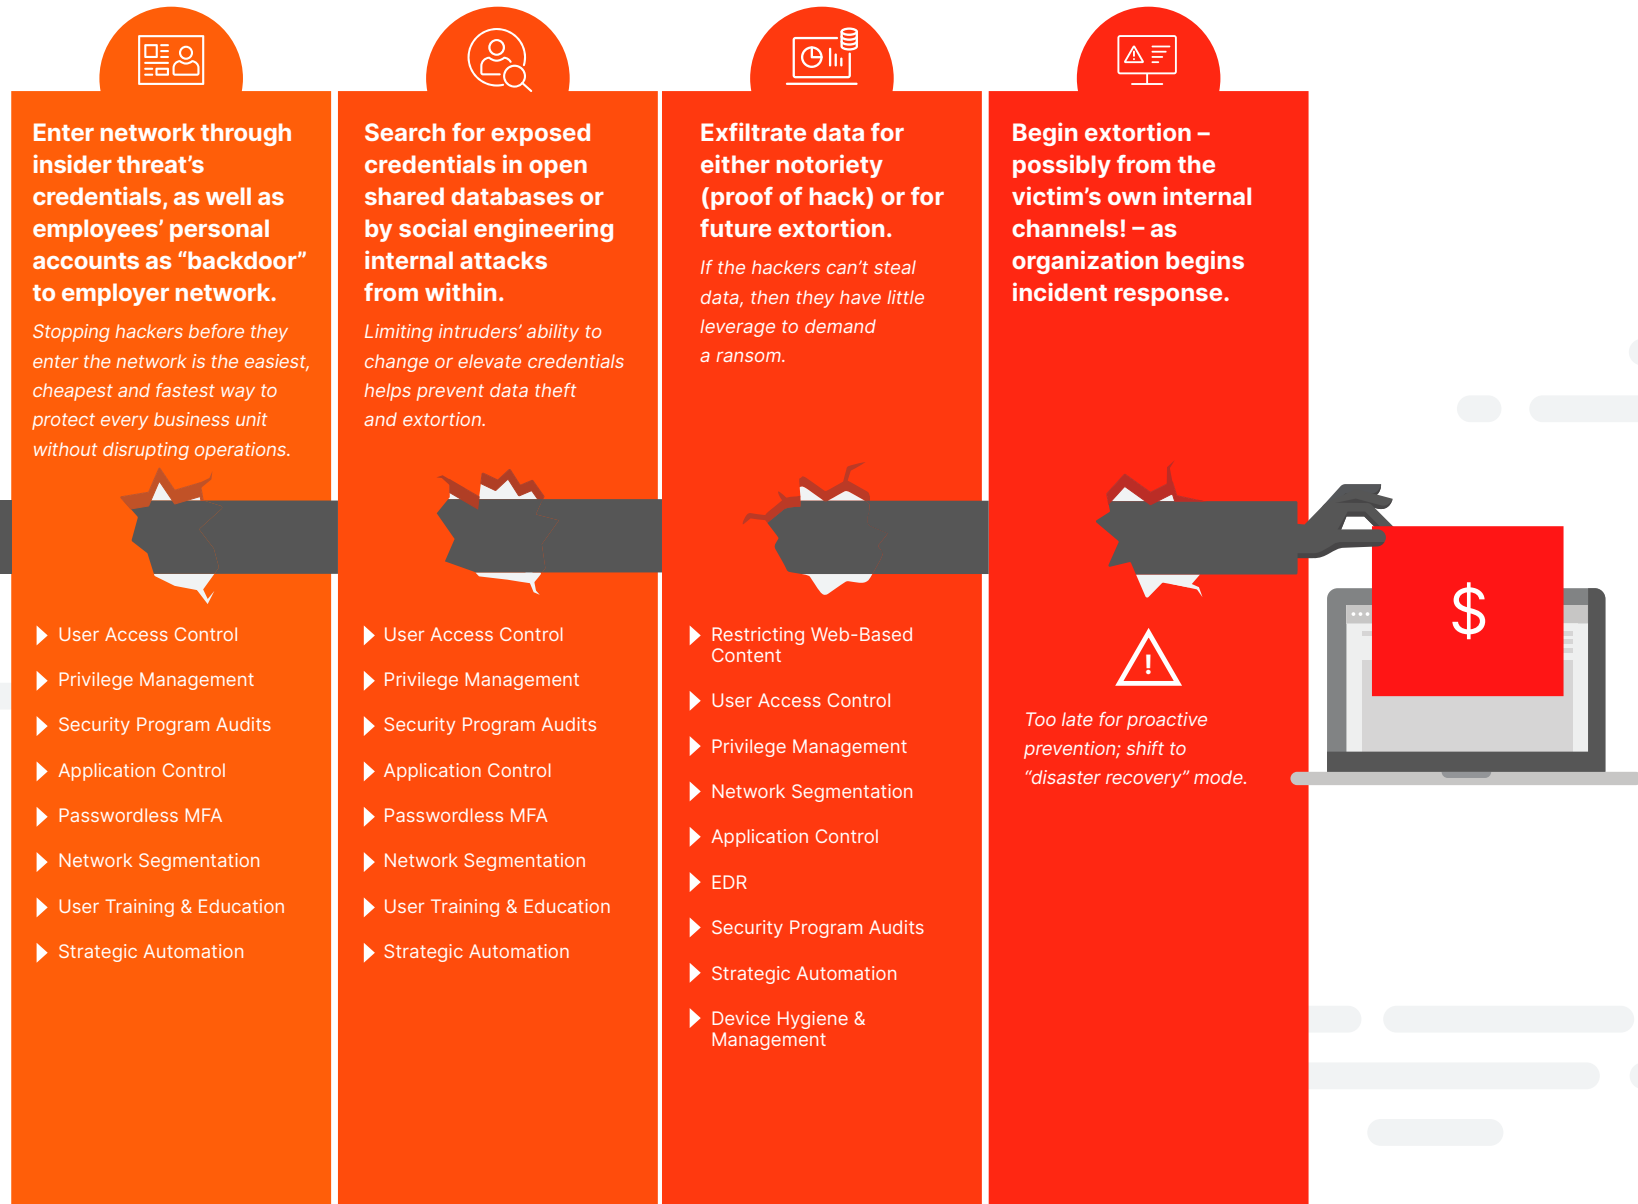 Enter network through
insider threat’s
credentials, as well as
employees’ personal
accounts as “backdoor”
to employer network.
Stopping hackers before they
enter the network is the easiest,
cheapest and fastest way to
protect every business unit
without disrupting operations.
User Access Control
Privilege Management
Security Program Audits
Application Control
Passwordless MFA
Network Segmentation
User Training & Education
Strategic Automation
Search for exposed
credentials in open
shared databases or
by social engineering
internal attacks
from within.
Limiting intruders’ ability to
change or elevate credentials
helps prevent data theft
and extortion.
User Access Control
Privilege Management
Security Program Audits
Application Control
Passwordless MFA
Network Segmentation
User Training & Education
Strategic Automation
Exfiltrate data for
either notoriety
(proof of hack) or for
future extortion.
If the hackers can’t steal
data, then they have little
leverage to demand
a ransom.
Restricting Web-Based
Content
User Access Control
Privilege Management
Network Segmentation
Application Control
EDR
Security Program Audits
Strategic Automation
Device Hygiene &
Management
Begin extortion –
possibly from the
victim’s own internal
channels! – as
organization begins
incident response.
!
Too late for proactive
prevention; shift to
“disaster recovery” mode.
$